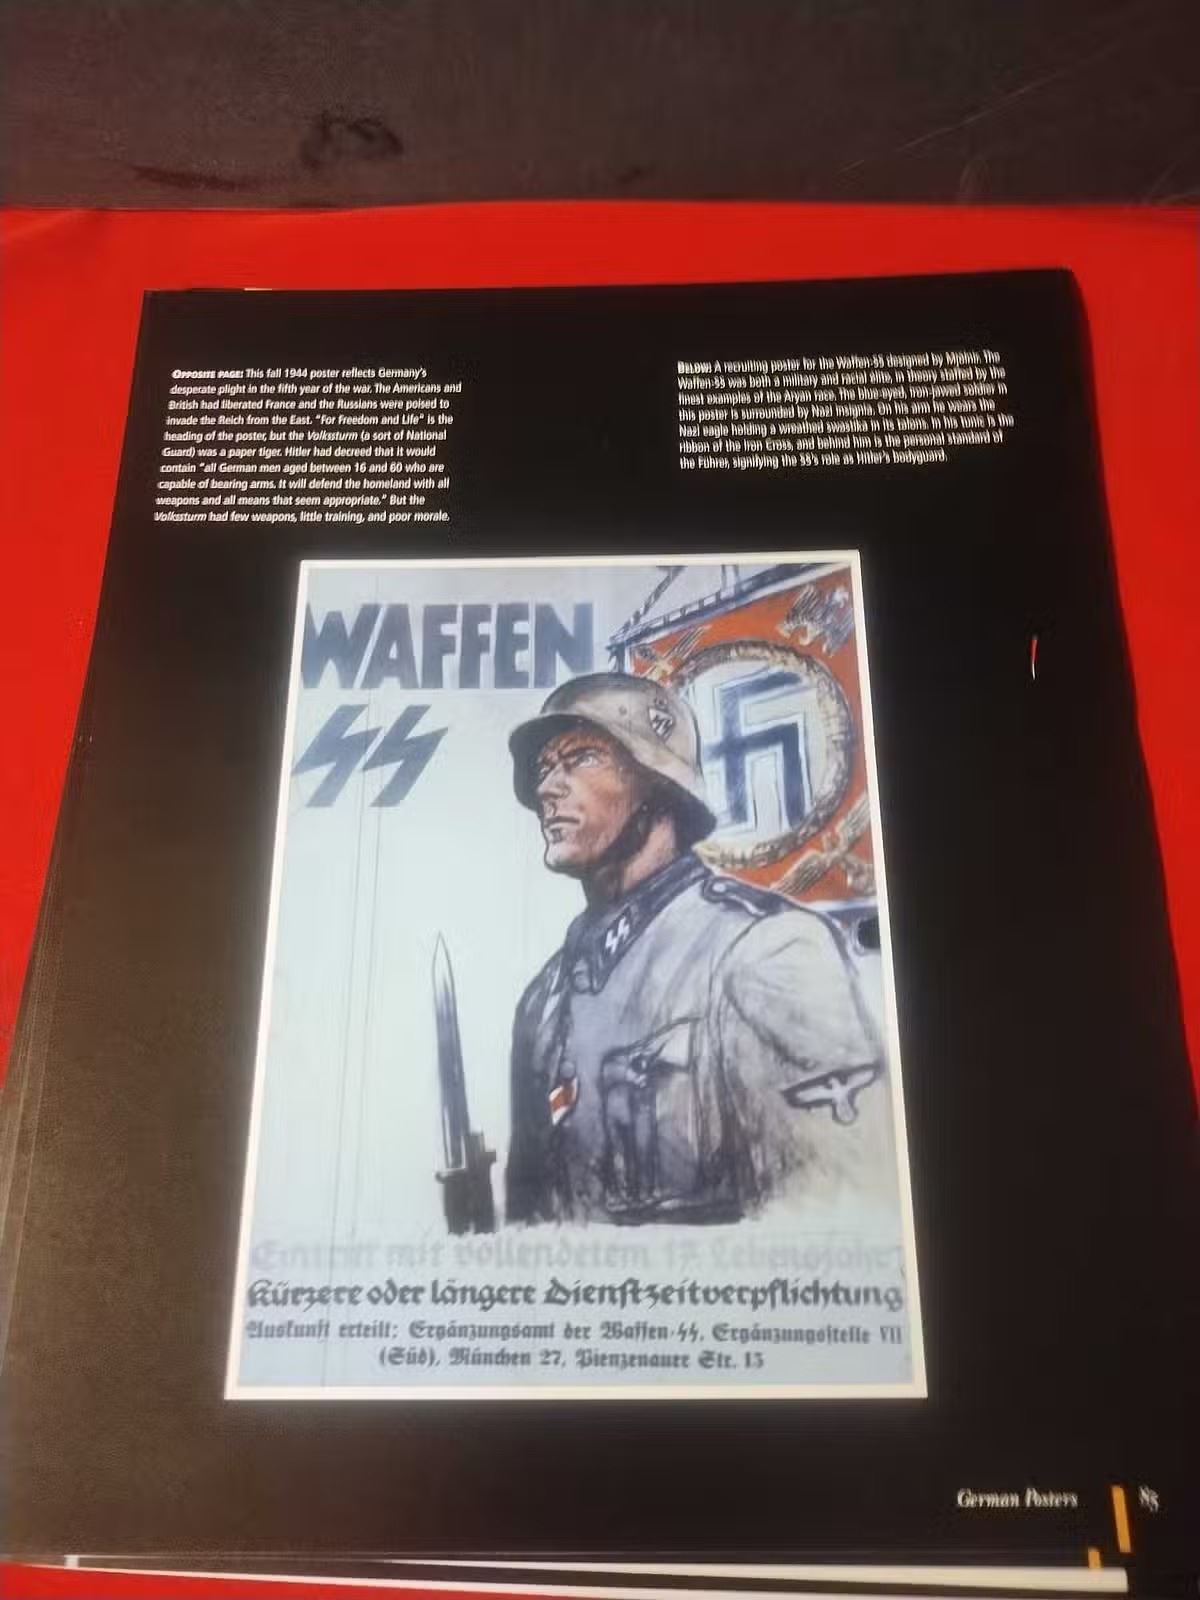 OPPOSITE PAGE: This fall 1944 poster reflects Germany's
desperate plight in the fifth year of the war. The Americans and
British had liberated France and the Russians were poised to
invade the Reich from the East. "For Freedom and Life" is the
heading of the poster, but the Volkssturm (a sort of National
Guard) was a paper tiger. Hitler had decreed that it would
contain "all German men aged between 16 and 60 who are
capable of bearing arms. It will defend the homeland with all
weapons and all means that seem appropriate." But the
Volkssturm had few weapons, little training, and poor morale.
BELOW: A recruiting poster for the Waffen-SS designed by Mjolnir. The
Waffen-SS was both a military and racial elite, in theory staffed by the
finest examples of the Aryan race. The blue-eyed, iron-jawed soldier in
this poster is surrounded by Nazi insignia. On his arm he wears the
Nazi eagle holding a wreathed swastika in its talons. In his tunic is the
ribbon of the Iron Cross, and behind him is the personal standard of
the Führer, signifying the SS's role as Hitler's bodyguard.
WAFFEN
SS
Eintritt mit vollendetem 17. Lebensjahr
Kürzere oder längere Dienstzeitverpflichtung
Auskunft erteilt: Ergänzungsamt der Waffen-SS, Ergänzungsstelle VII
(Süd), München 27, Pienzenauer Str. 15
German Posters 85